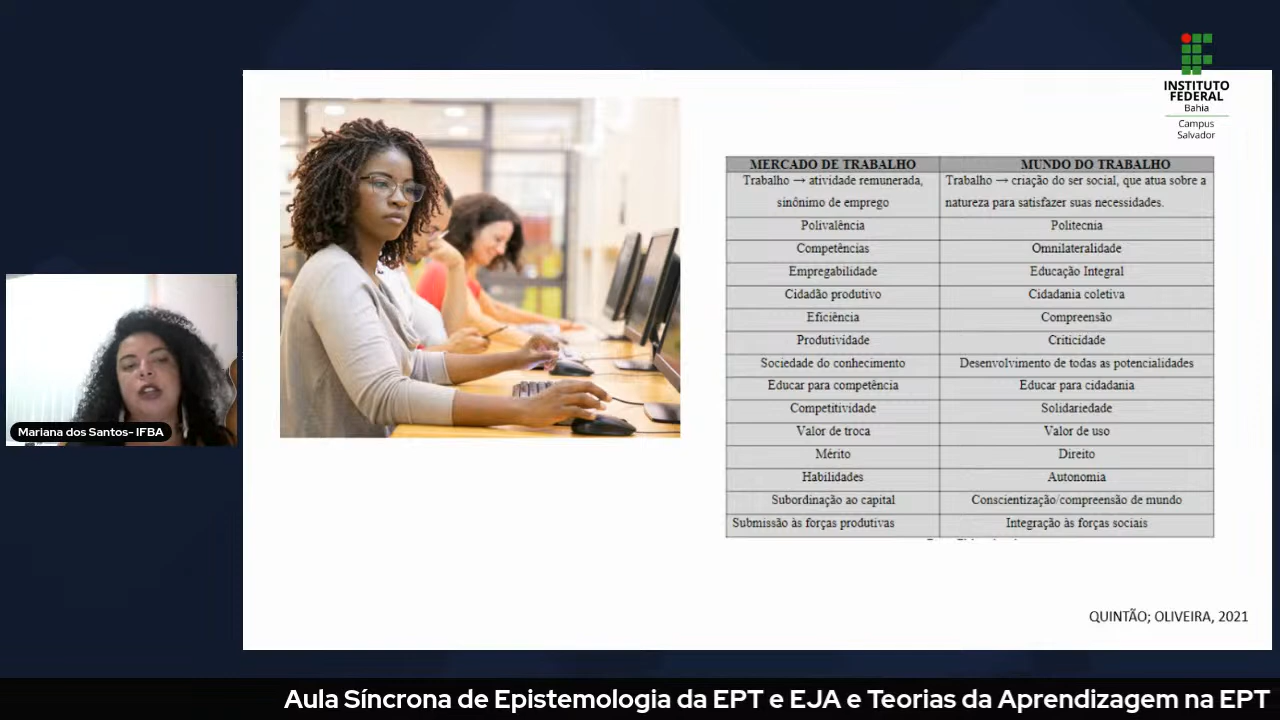 INSTITUTO
FEDERAL
Bahia
Campus
Salvador
MERCADO DE TRABALHO MUNDO DO TRABALHO
Trabalho → atividade remunerada, sinônimo de emprego Trabalho → criação do ser social, que atua sobre a natureza para satisfazer suas necessidades.
Polivalência Politecnia
Competências Omnilateralidade
Empregabilidade Educação Integral
Cidadão produtivo Cidadania coletiva
Eficiência Compreensão
Produtividade Criticidade
Sociedade do conhecimento Desenvolvimento de todas as potencialidades
Educar para competência Educar para cidadania
Competitividade Solidariedade
Valor de troca Valor de uso
Mérito Direito
Habilidades Autonomia
Subordinação ao capital Conscientização/compreensão de mundo
Submissão às forças produtivas Integração às forças sociais
Mariana dos Santos- IFBA
QUINTÃO; OLIVEIRA, 2021
Aula Síncrona de Epistemologia da EPT e EJA e Teorias da Aprendizagem na EPT